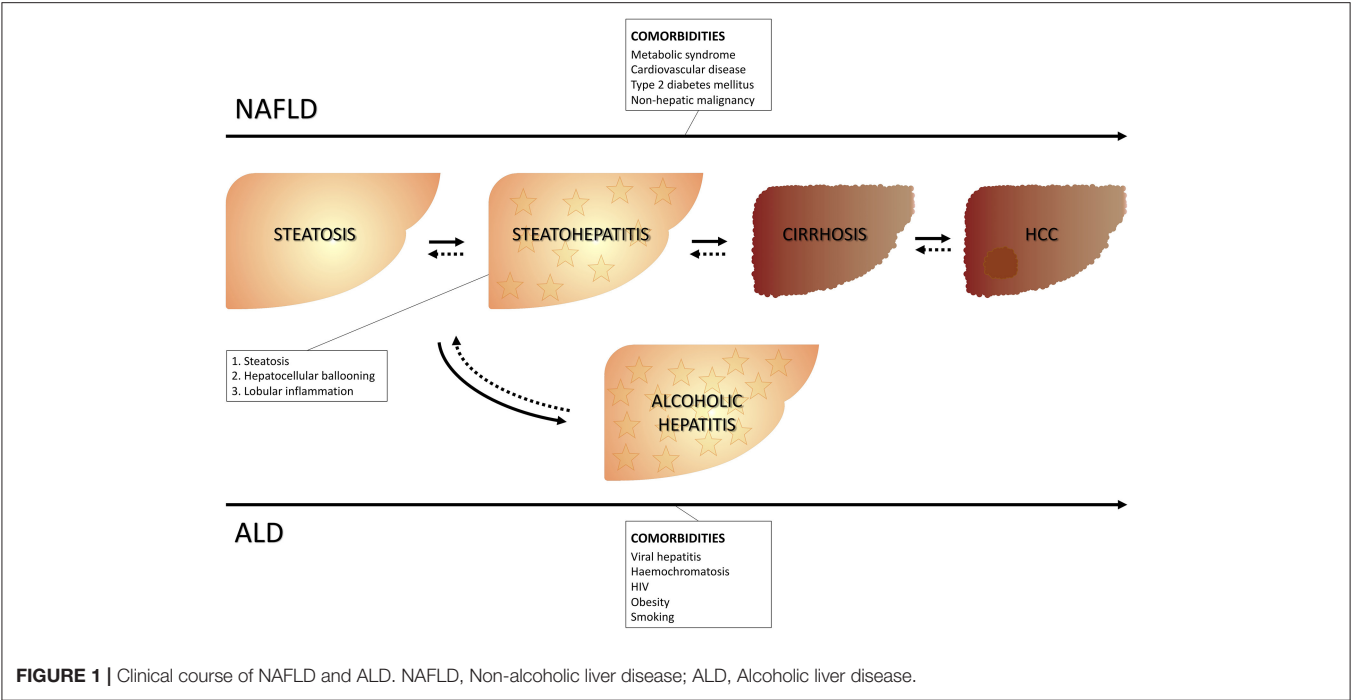 COMORBIDITIES
Metabolic syndrome
Cardiovascular disease
Type 2 diabetes mellitus
Non-hepatic malignancy
NAFLD
STEATOSIS
STEATOHEPATITIS
CIRRHOSIS
HCC
1. Steatosis
2. Hepatocellular ballooning
3. Lobular inflammation
ALCOHOLIC
HEPATITIS
ALD
COMORBIDITIES
Viral hepatitis
Haemochromatosis
HIV
Obesity
Smoking
FIGURE 1 | Clinical course of NAFLD and ALD. NAFLD, Non-alcoholic liver disease; ALD, Alcoholic liver disease.